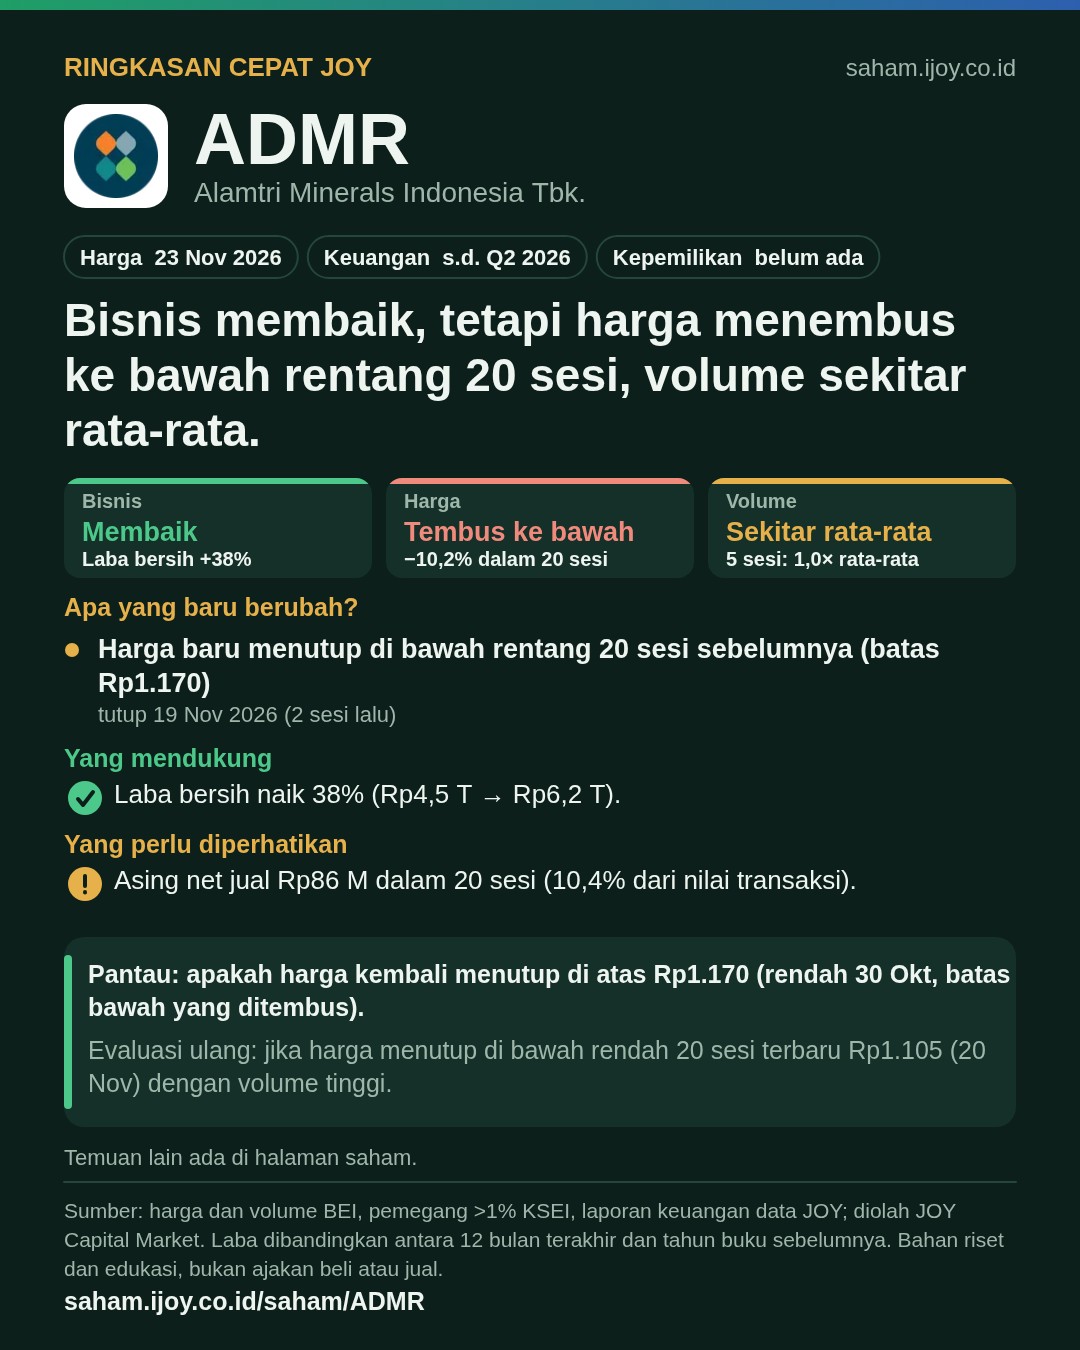 RINGKASAN CEPAT JOY
saham.ijoy.co.id
ADMR
Alamtri Minerals Indonesia Tbk.
Harga 23 Nov 2026
Keuangan s.d. Q2 2026
Kepemilikan belum ada
Bisnis membaik, tetapi harga menembus
ke bawah rentang 20 sesi, volume sekitar
rata-rata.
Bisnis
Membaik
Laba bersih +38%
Harga
Tembus ke bawah
−10,2% dalam 20 sesi
Volume
Sekitar rata-rata
5 sesi: 1,0× rata-rata
Apa yang baru berubah?
Harga baru menutup di bawah rentang 20 sesi sebelumnya (batas
Rp1.170)
tutup 19 Nov 2026 (2 sesi lalu)
Yang mendukung
Laba bersih naik 38% (Rp4,5 T → Rp6,2 T).
Yang perlu diperhatikan
Asing net jual Rp86 M dalam 20 sesi (10,4% dari nilai transaksi).
Pantau: apakah harga kembali menutup di atas Rp1.170 (rendah 30 Okt, batas
bawah yang ditembus).
Evaluasi ulang: jika harga menutup di bawah rendah 20 sesi terbaru Rp1.105 (20
Nov) dengan volume tinggi.
Temuan lain ada di halaman saham.
Sumber: harga dan volume BEI, pemegang >1% KSEI, laporan keuangan data JOY; diolah JOY
Capital Market. Laba dibandingkan antara 12 bulan terakhir dan tahun buku sebelumnya. Bahan riset
dan edukasi, bukan ajakan beli atau jual.
saham.ijoy.co.id/saham/ADMR